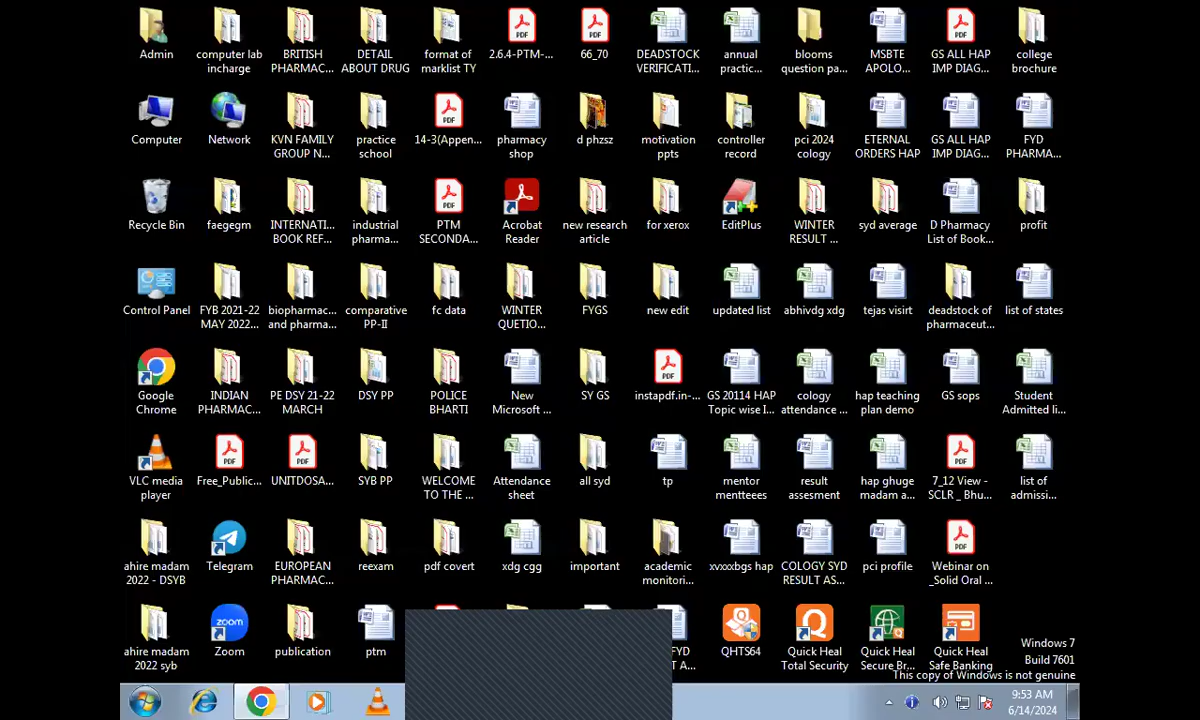 Admin
computer lab
incharge
BRITISH
PHARMAC...
DETAIL
ABOUT DRUG
format of
marklist TY
2.6.4-PTM-...
66_70
DEADSTOCK
VERIFICATI...
annual
practic...
blooms
question pa...
MSBTE
APOLO...
GS ALL HAP
IMP DIAG...
college
brochure
Computer
Network
KVN FAMILY
GROUP N...
practice
school
14-3(Appen...
pharmacy
shop
d phzsz
motivation
ppts
controller
record
pci 2024
cology
ETERNAL
ORDERS HAP
GS ALL HAP
IMP DIAG...
FYD
PHARMA...
Recycle Bin
faegegm
INTERNATI...
BOOK REF...
industrial
pharma...
PTM
SECONDA...
Acrobat
Reader
new research
article
for xerox
EditPlus
WINTER
RESULT ...
syd average
D Pharmacy
List of Book...
profit
Control Panel
FYB 2021-22
MAY 2022...
biopharmac...
and pharma...
comparative
PP-II
fc data
WINTER
QUETIO...
FYGS
new edit
updated list
abhivdg xdg
tejas visirt
deadstock of
pharmaceut...
list of states
Google
Chrome
INDIAN
PHARMAC...
PE DSY 21-22
MARCH
DSY PP
POLICE
BHARTI
New
Microsoft ...
SY GS
instapdf.in-...
GS 20114 HAP
Topic wise I...
cology
attendance ...
hap teaching
plan demo
GS sops
Student
Admitted li...
VLC media
player
Free_Public...
UNITDOSA...
SYB PP
WELCOME
TO THE ...
Attendance
sheet
all syd
tp
mentor
mentteees
result
assesment
hap ghuge
madam a...
7_12 View -
SCLR _ Bhu...
list of
admissi...
ahire madam
2022 - DSYB
Telegram
EUROPEAN
PHARMAC...
reexam
pdf covert
xdg cgg
important
academic
monitori...
xvxxxbgs hap
COLOGY SYD
RESULT AS...
pci profile
Webinar on
_Solid Oral ...
ahire madam
2022 syb
zoom
Zoom
publication
ptm
FYD
T A...
QHTS64
Quick Heal
Total Security
Quick Heal
Secure Br...
Quick Heal
Safe Banking
Windows 7
Build 7601
This copy of Windows is not genuine
9:53 AM
6/14/2024